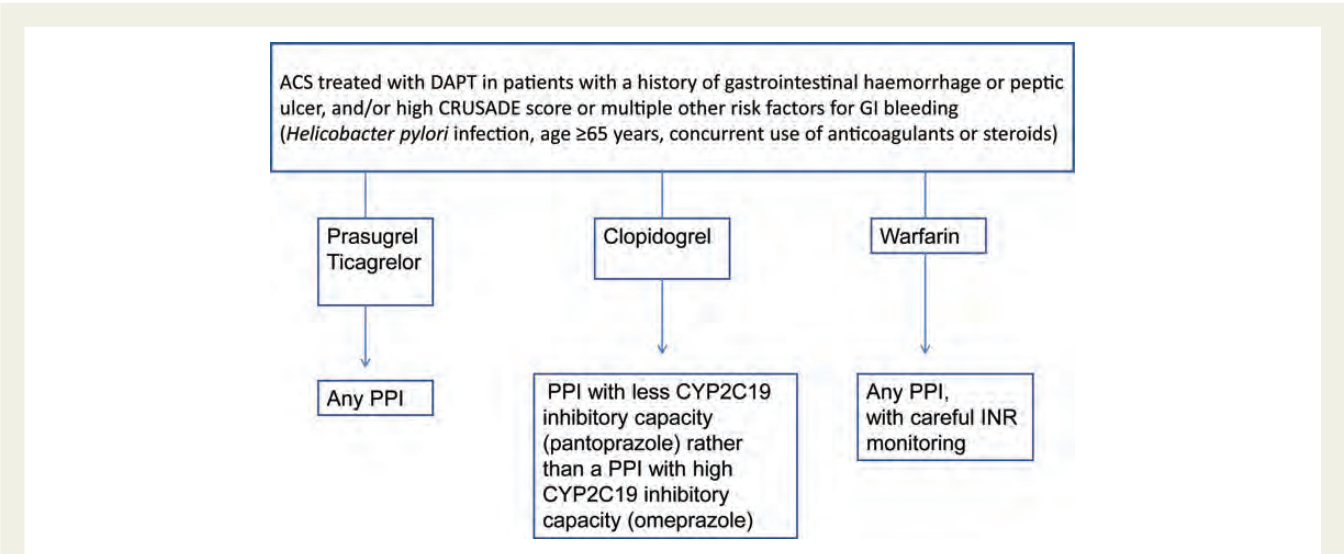 ACS treated with DAPT in patients with a history of gastrointestinal haemorrhage or peptic
ulcer, and/or high CRUSADE score or multiple other risk factors for GI bleeding
(Helicobacter pylori infection, age ≥65 years, concurrent use of anticoagulants or steroids)
Prasugrel
Ticagrelor
Clopidogrel
Warfarin
Any PPI
PPI with less CYP2C19
inhibitory capacity
(pantoprazole) rather
than a PPI with high
CYP2C19 inhibitory
capacity (omeprazole)
Any PPI,
with careful INR
monitoring